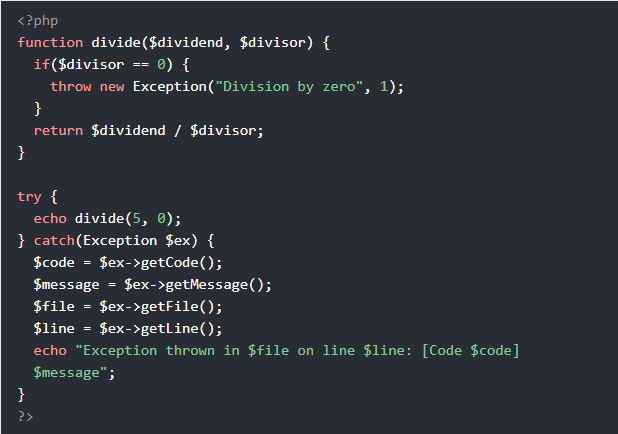 <?php
function divide($dividend, $divisor) {
  if($divisor == 0) {
    throw new Exception("Division by zero", 1);
  }
  return $dividend / $divisor;
}

try {
  echo divide(5, 0);
} catch(Exception $ex) {
  $code = $ex->getCode();
  $message = $ex->getMessage();
  $file = $ex->getFile();
  $line = $ex->getLine();
  echo "Exception thrown in $file on line $line: [Code $code]
  $message";
}
?>